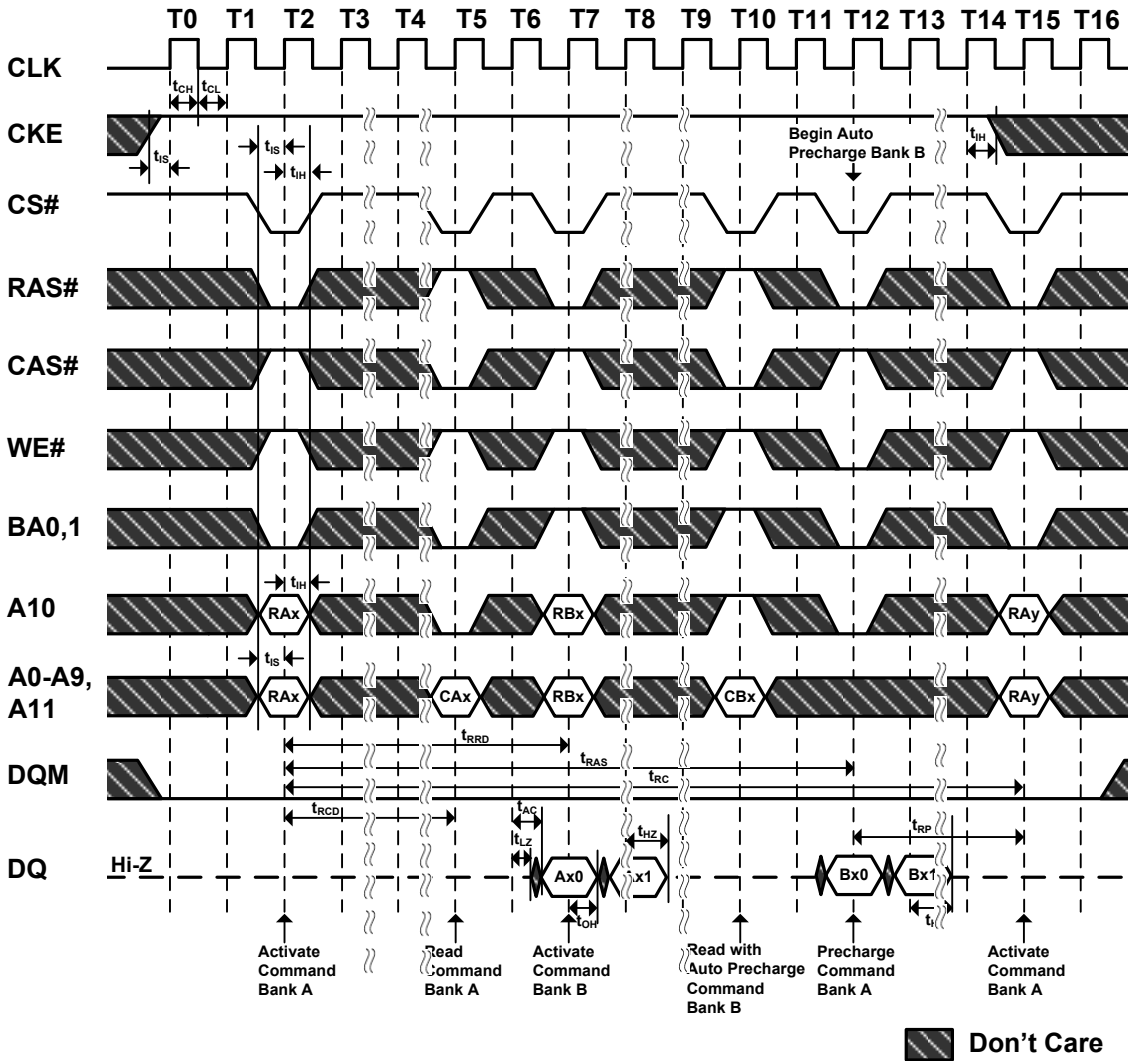 T0 T1 T2 T3 T4 T5 T6 T7 T8 T9 T10 T11 T12 T13 T14 T15 T16
CLK
tCH tCL
CKE
tIS
tIS
tIH
Begin Auto
Precharge Bank B
tIH
CS#
RAS#
CAS#
WE#
BA0,1
tIH
A10
RAx RBx RAy
tIS
A0-A9,
A11
RAx CAx RBx CBx RAy
tRRD
tRAS
tRC
DQM
tRCD
tAC
tLZ
tHZ
tRP
DQ
Hi-Z
Ax0 Bx0 Bx1
tOH
Activate
Command
Bank A
Read
Command
Bank A
Activate
Command
Bank B
Read with
Auto Precharge
Command
Bank B
Precharge
Command
Bank A
Activate
Command
Bank A
Don't Care